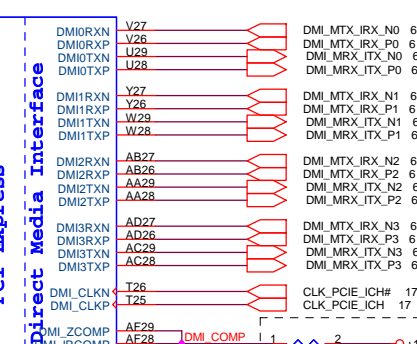 DMI0RXN V27 DMI_MTX_IRX_N0 6
DMI0RXP V26 DMI_MTX_IRX_P0 6
DMI0TXN U29 DMI_MRX_ITX_N0 6
DMI0TXP U28 DMI_MRX_ITX_P0 6
DMI1RXN Y27 DMI_MTX_IRX_N1 6
DMI1RXP Y26 DMI_MTX_IRX_P1 6
DMI1TXN W29 DMI_MRX_ITX_N1 6
DMI1TXP W28 DMI_MRX_ITX_P1 6
DMI2RXN AB27 DMI_MTX_IRX_N2 6
DMI2RXP AB26 DMI_MTX_IRX_P2 6
DMI2TXN AA29 DMI_MRX_ITX_N2 6
DMI2TXP AA28 DMI_MRX_ITX_P2 6
DMI3RXN AD27 DMI_MTX_IRX_N3 6
DMI3RXP AD26 DMI_MTX_IRX_P3 6
DMI3TXN AC29 DMI_MRX_ITX_N3 6
DMI3TXP AC28 DMI_MRX_ITX_P3 6
DMI_CLKN T26 CLK_PCIE_ICH# 17
DMI_CLKP T25 CLK_PCIE_ICH 17
DMI_ZCOMP AF29
AF28 DMI_COMP 1 2
Direct Media Interface